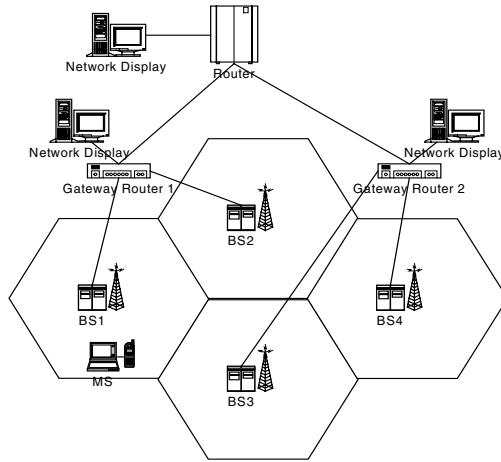 Network Display
Router
Network Display
Network Display
Gateway Router 1
Gateway Router 2
BS2
BS1
BS4
MS
BS3